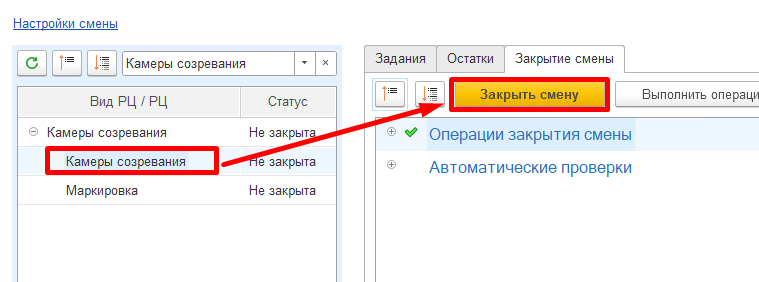 Настройки смены
Камеры созревания
Вид РЦ / РЦ Статус
Камеры созревания Не закрыта
Камеры созревания Не закрыта
Маркировка Не закрыта
Задания Остатки Закрытие смены
Закрыть смену Выполнить операци
Операции закрытия смены
Автоматические проверки